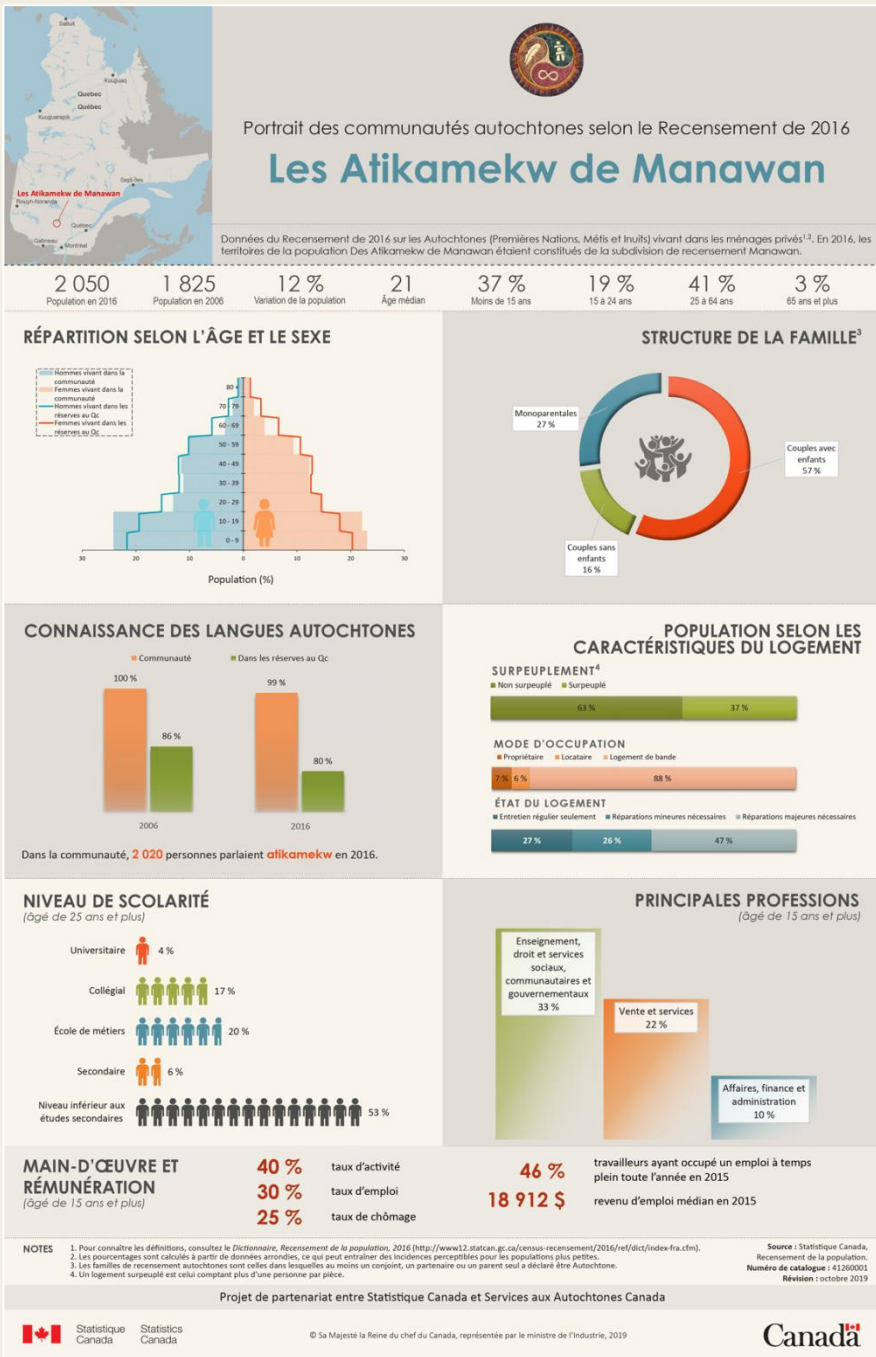 Salluit
Kuujjuaq
Quebec
Québec
Kuujjuarapik
Sept-Îles
Les Atikamekw de Manawan
Rouyn-Noranda
Québec
Gatineau
Montréal
Portrait des communautés autochtones selon le Recensement de 2016
Les Atikamekw de Manawan
Données du Recensement de 2016 sur les Autochtones (Premières Nations, Métis et Inuits) vivant dans les ménages privés1,2. En 2016, les
territoires de la population Des Atikamekw de Manawan étaient constitués de la subdivision de recensement Manawan.
2 050
Population en 2016
1 825
Population en 2006
12 %
Variation de la population
21
Âge médian
37 %
Moins de 15 ans
19 %
15 à 24 ans
41 %
25 à 64 ans
3 %
65 ans et plus
RÉPARTITION SELON L'ÂGE ET LE SEXE
Hommes vivant dans la
communauté
Femmes vivant dans la
communauté
Hommes vivant dans les
réserves au Qc
Femmes vivant dans les
réserves au Qc
80 +
70 - 79
60 - 69
50 - 59
40 - 49
30 - 39
20 - 29
10 - 19
0 - 9
30 20 10 0 10 20 30
Population (%)
STRUCTURE DE LA FAMILLE3
Monoparentales
27 %
Couples avec
enfants
57 %
Couples sans
enfants
16 %
CONNAISSANCE DES LANGUES AUTOCHTONES
Communauté Dans les réserves au Qc
100 %
86 %
99 %
80 %
2006 2016
Dans la communauté, 2 020 personnes parlaient atikamekw en 2016.
POPULATION SELON LES
CARACTÉRISTIQUES DU LOGEMENT
SURPEUPLEMENT4
Non surpeuplé Surpeuplé
63 % 37 %
MODE D'OCCUPATION
Propriétaire Locataire Logement de bande
7 % 6 % 88 %
ÉTAT DU LOGEMENT
Entretien régulier seulement Réparations mineures nécessaires Réparations majeures nécessaires
27 % 26 % 47 %
NIVEAU DE SCOLARITÉ
(âgé de 25 ans et plus)
Universitaire 4 %
Collégial 17 %
École de métiers 20 %
Secondaire 6 %
Niveau inférieur aux
études secondaires 53 %
PRINCIPALES PROFESSIONS
(âgé de 15 ans et plus)
Enseignement,
droit et services
sociaux,
communautaires et
gouvernementaux
33 %
Vente et services
22 %
Affaires, finance et
administration
10 %
MAIN-D'ŒUVRE ET
RÉMUNÉRATION
(âgé de 15 ans et plus)
40 % taux d'activité
30 % taux d'emploi
25 % taux de chômage
46 % travailleurs ayant occupé un emploi à temps
plein toute l'année en 2015
18 912 $ revenu d'emploi médian en 2015
NOTES
1. Pour connaître les définitions, consultez le Dictionnaire, Recensement de la population, 2016 (http://www12.statcan.gc.ca/census-recensement/2016/ref/dict/index-fra.cfm).
2. Les pourcentages sont calculés à partir de données arrondies, ce qui peut entraîner des incidences perceptibles pour les populations plus petites.
3. Les familles de recensement autochtones sont celles dans lesquelles au moins un conjoint, un partenaire ou un parent seul a déclaré être Autochtone.
4. Un logement surpeuplé est celui comptant plus d'une personne par pièce.
Source : Statistique Canada,
Recensement de la population.
Numéro de catalogue : 41260001
Révision : octobre 2019
Projet de partenariat entre Statistique Canada et Services aux Autochtones Canada
Statistique Statistics
Canada Canada
© Sa Majesté la Reine du chef du Canada, représentée par le ministre de l'Industrie, 2019
Canada